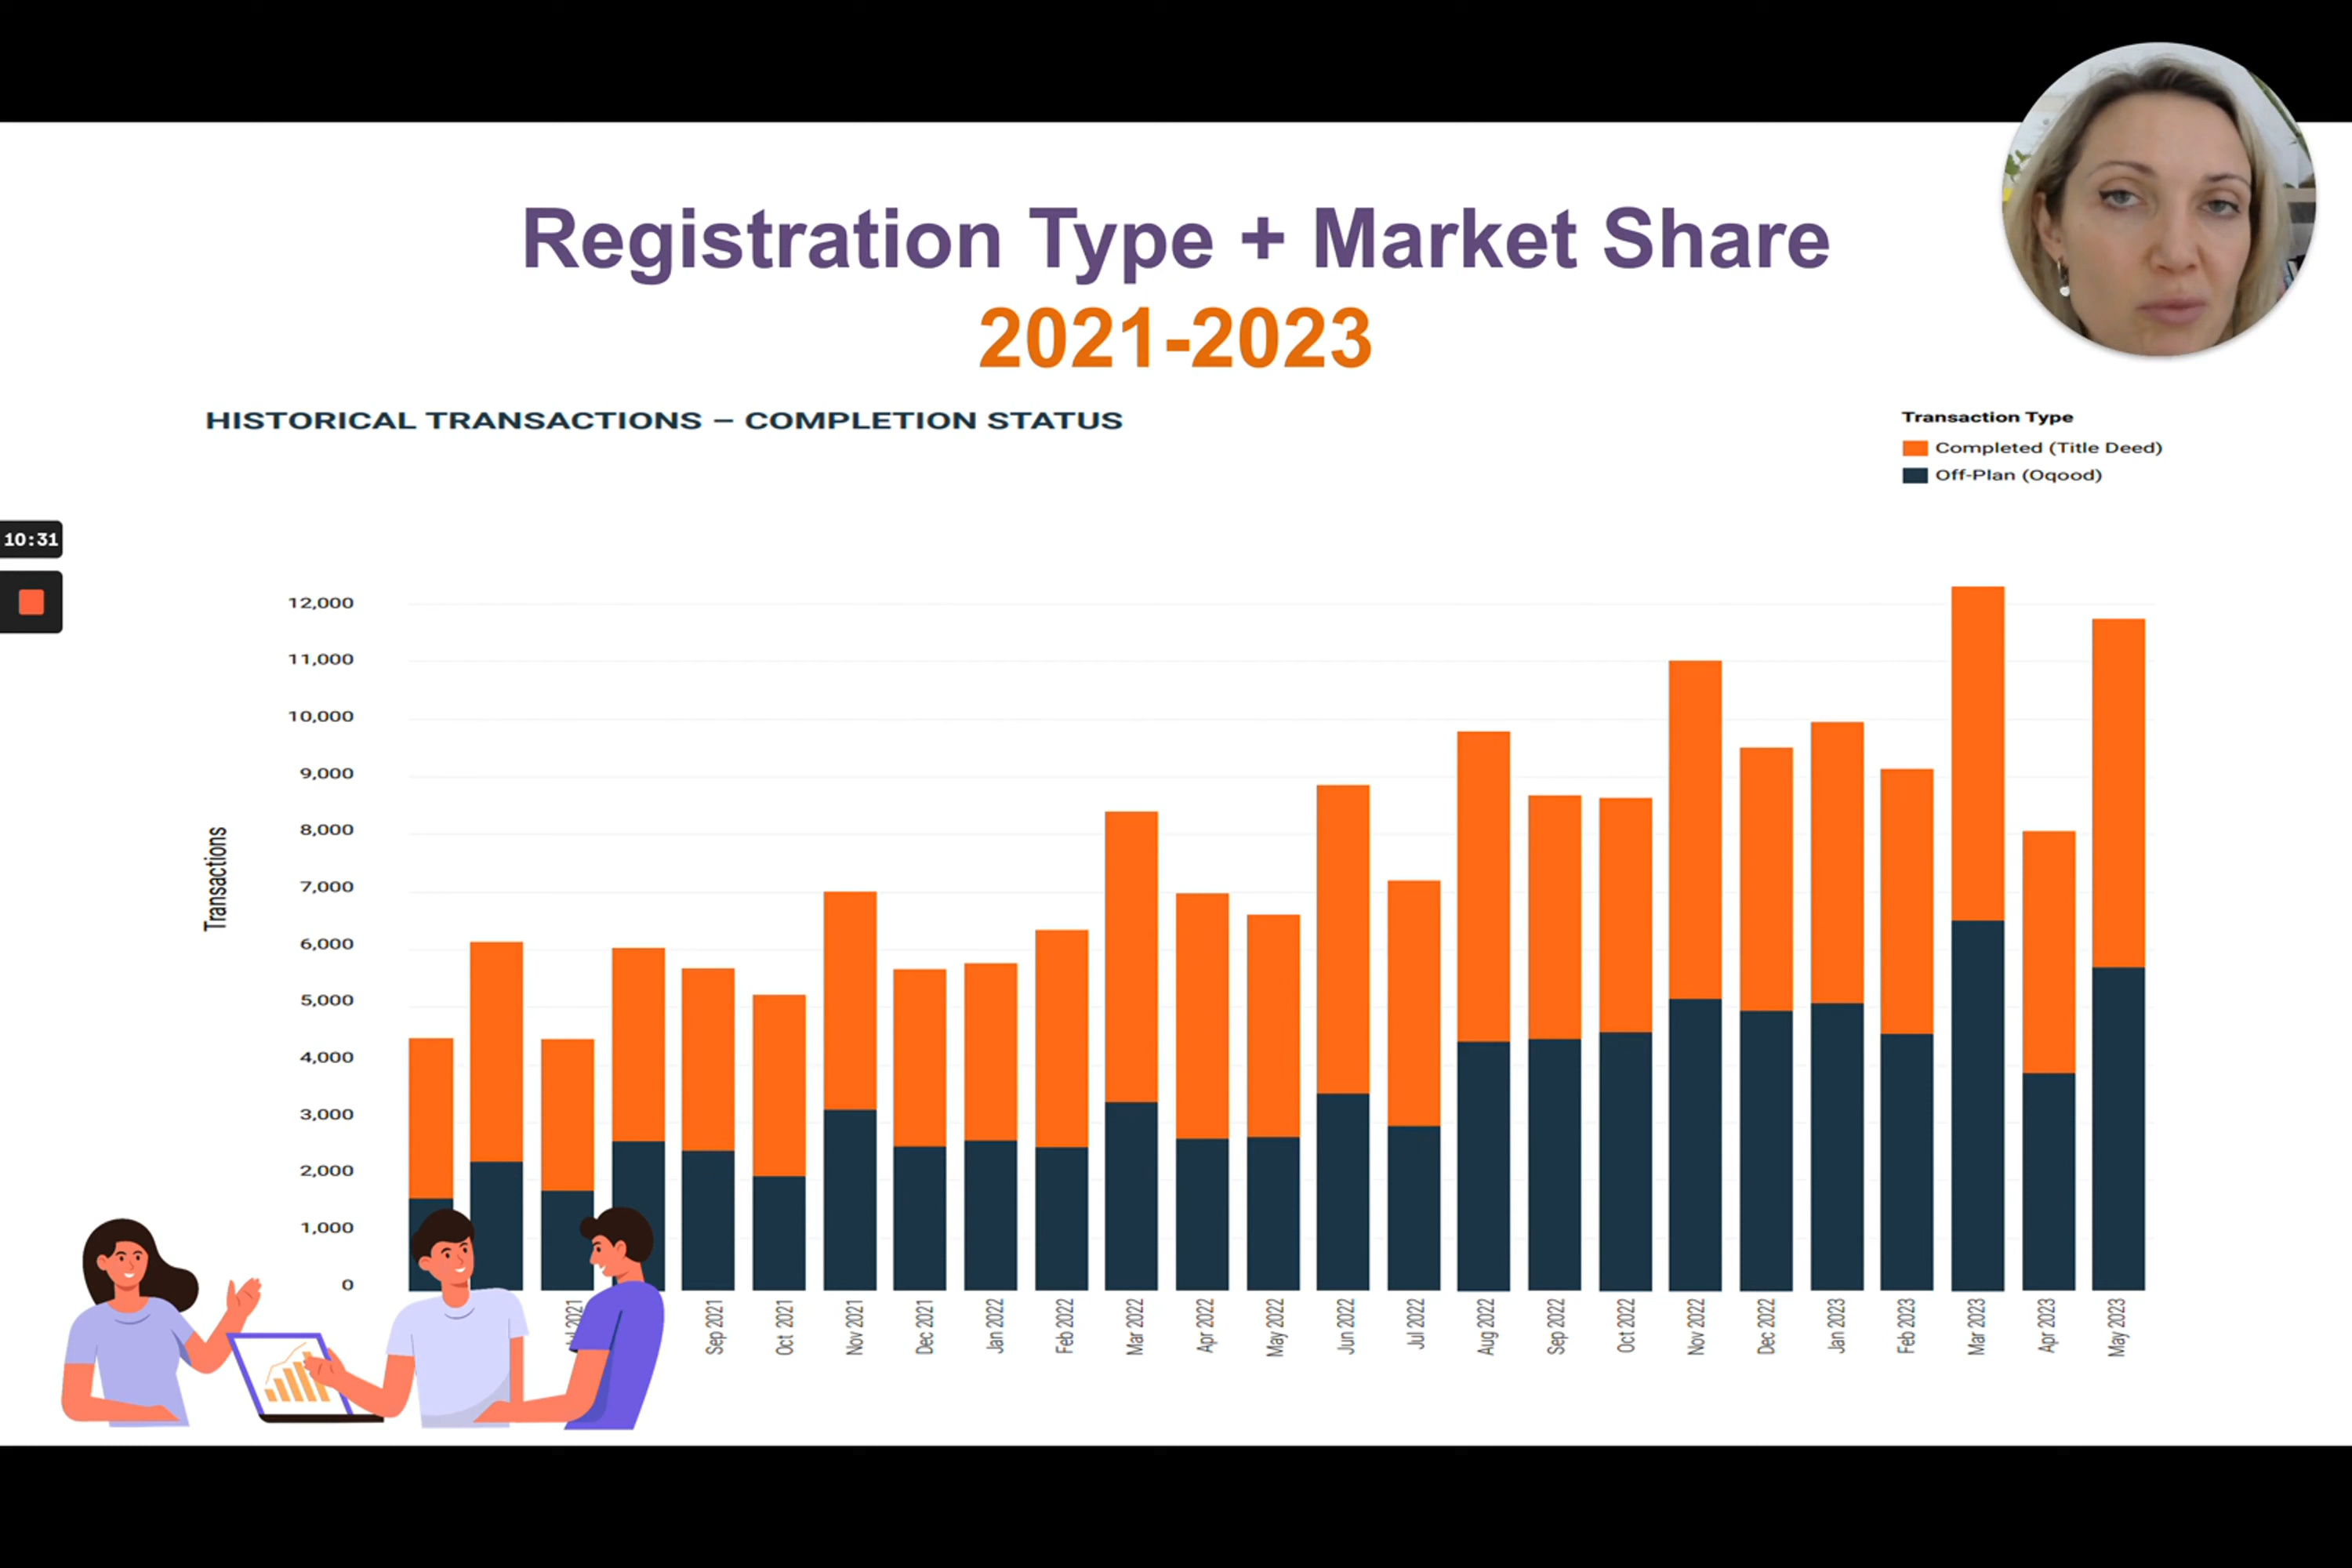 Registration Type + Market Share
2021-2023
HISTORICAL TRANSACTIONS – COMPLETION STATUS
Transaction Type
Completed (Title Deed)
Off-Plan (Oqood)
10:31
12,000
11,000
10,000
9,000
8,000
7,000
6,000
5,000
4,000
3,000
2,000
1,000
0
Transactions
2021
Sep 2021
Oct 2021
Nov 2021
Dec 2021
Jan 2022
Feb 2022
Mar 2022
Apr 2022
May 2022
Jun 2022
Jul 2022
Aug 2022
Sep 2022
Oct 2022
Nov 2022
Dec 2022
Jan 2023
Feb 2023
Mar 2023
Apr 2023
May 2023